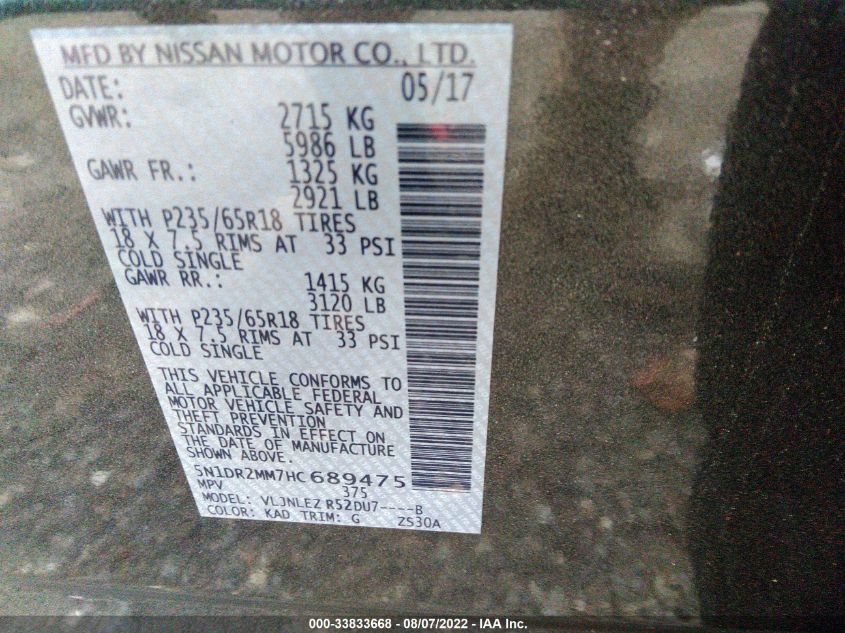 MFD BY NISSAN MOTOR CO., LTD.
DATE: 05/17
GVWR: 2715 KG
5986 LB
GAWR FR.: 1325 KG
2921 LB
WITH P235/65R18 TIRES
18 X 7.5 RIMS AT 33 PSI
COLD SINGLE
GAWR RR.: 1415 KG
3120 LB
WITH P235/65R18 TIRES
18 X 7.5 RIMS AT 33 PSI
COLD SINGLE
THIS VEHICLE CONFORMS TO
ALL APPLICABLE FEDERAL
MOTOR VEHICLE SAFETY AND
THEFT PREVENTION
STANDARDS IN EFFECT ON
THE DATE OF MANUFACTURE
SHOWN ABOVE.
5N1DR2MM7HC689475
MPV 375
MODEL: VLJNLEZ R52DU7----B
COLOR: KAD TRIM: G ZS30A
000-33833668 - 08/07/2022 - IAA Inc.